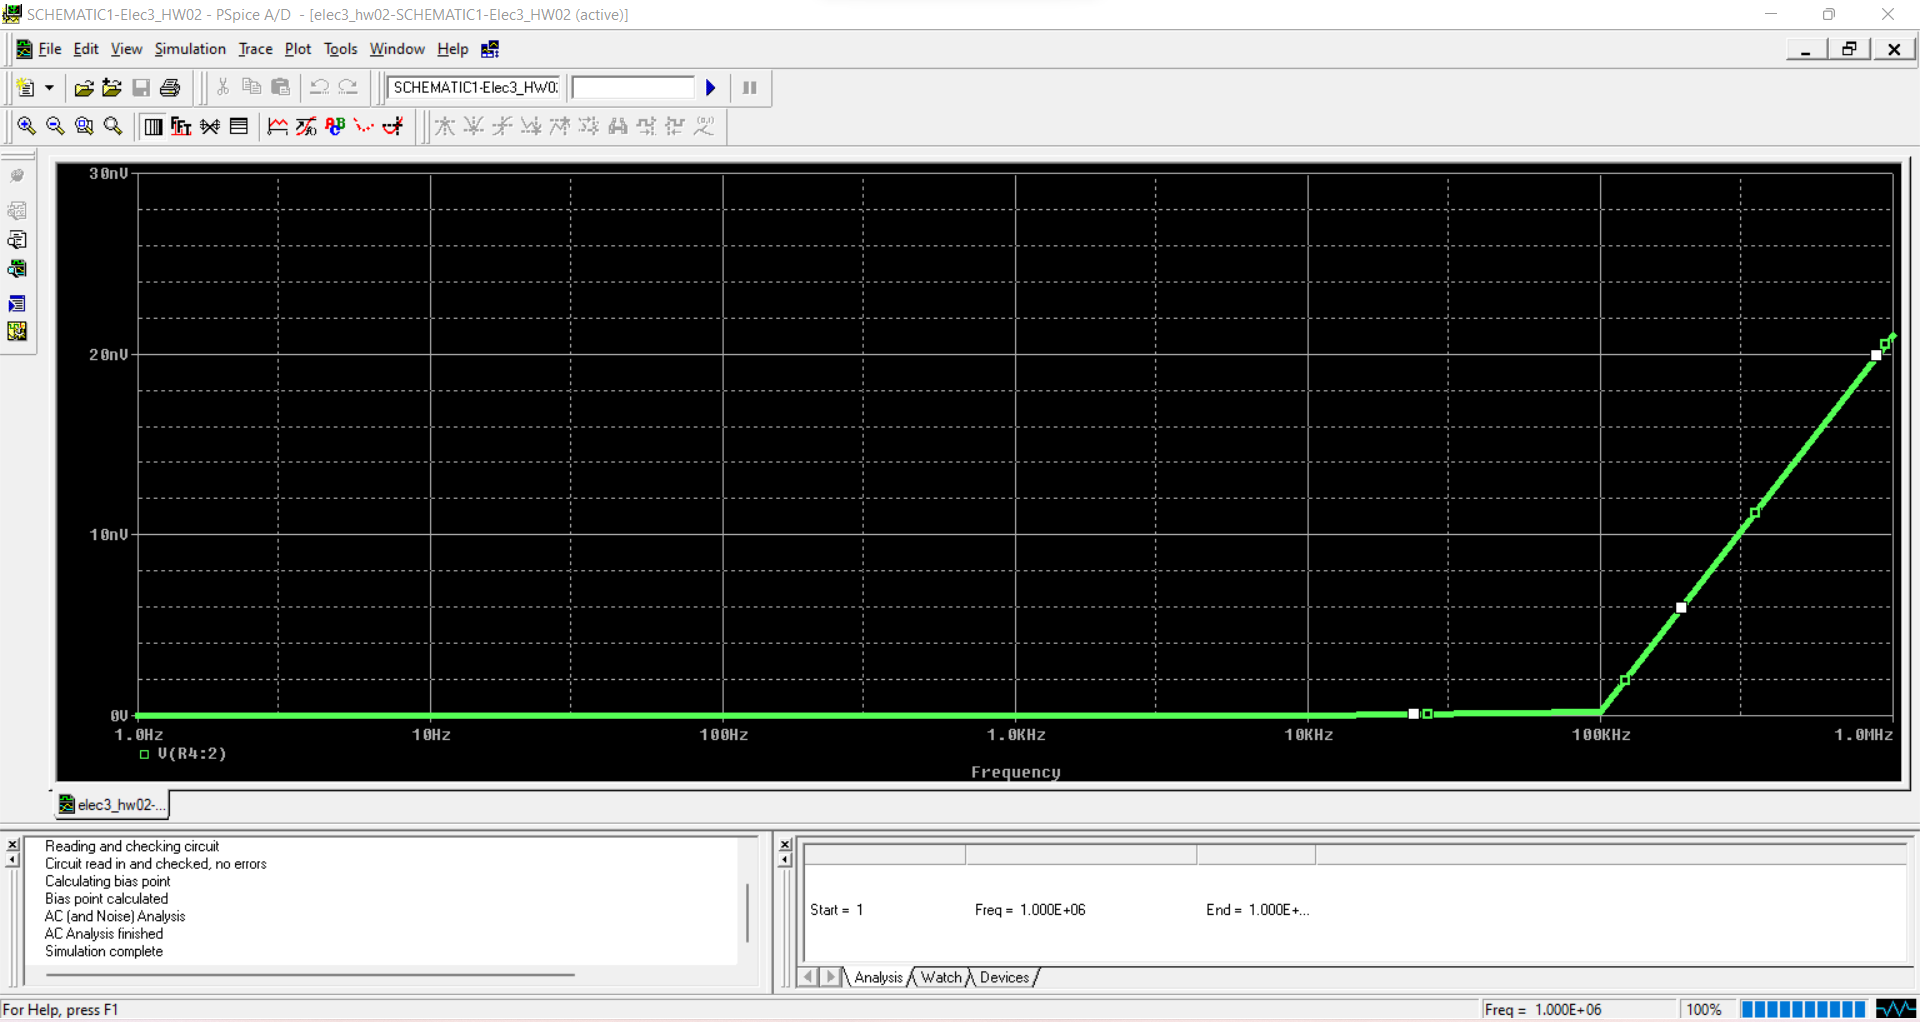 SCHEMATIC1-Elec3_HW02 - PSpice A/D - [elec3_hw02-SCHEMATIC1-Elec3_HW02 (active)]
File Edit View Simulation Trace Plot Tools Window Help
SCHEMATIC1-Elec3_HW0
30nV
20nV
10nV
0V
1.0Hz 10Hz 100Hz 1.0KHz 10KHz 100KHz 1.0MHz
V(R4:2)
Frequency
elec3_hw02-...
Reading and checking circuit
Circuit read in and checked, no errors
Calculating bias point
Bias point calculated
AC (and Noise) Analysis
AC Analysis finished
Simulation complete
Start = 1 Freq = 1.000E+06 End = 1.000E+...
Analysis Watch Devices
For Help, press F1 Freq = 1.000E+06 100%